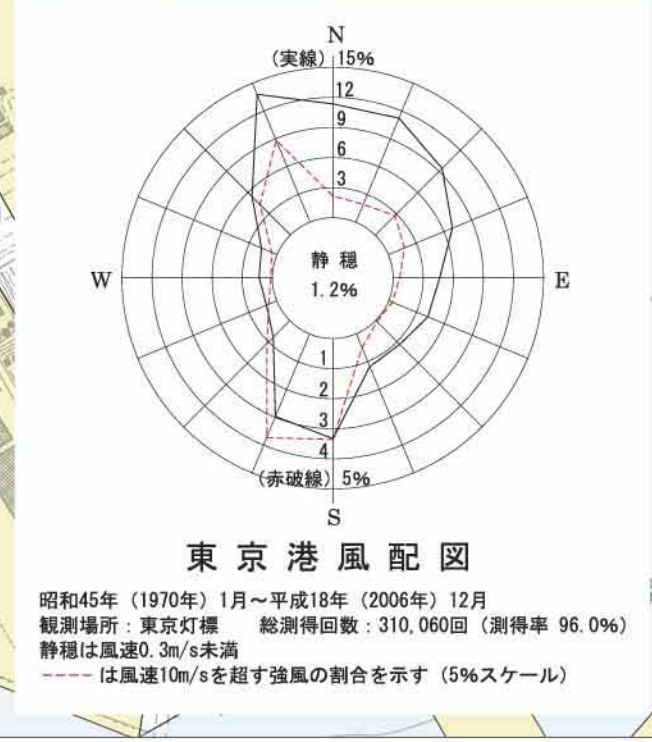 N
(実線) 15%
12
9
6
3
静 穏
W
E
1.2%
1
2
3
4
(赤破線) 5%
S
東京港風配図
昭和45年（1970年）1月～平成18年（2006年）12月
観測場所：東京灯標　総測得回数：310,060回（測得率 96.0%）
静穏は風速0.3m/s未満
---- は風速10m/sを超す強風の割合を示す（5%スケール）